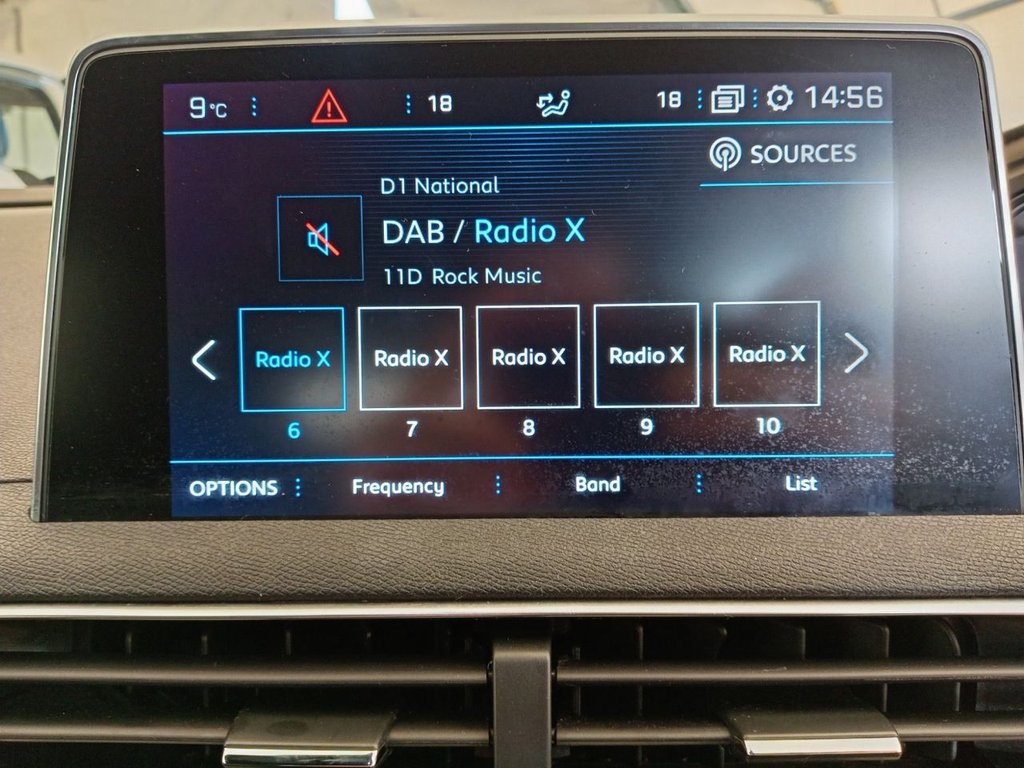 9°C 18 18 14:56
SOURCES
D1 National
DAB / Radio X
11D Rock Music
Radio X Radio X Radio X Radio X Radio X
6 7 8 9 10
OPTIONS Frequency Band List